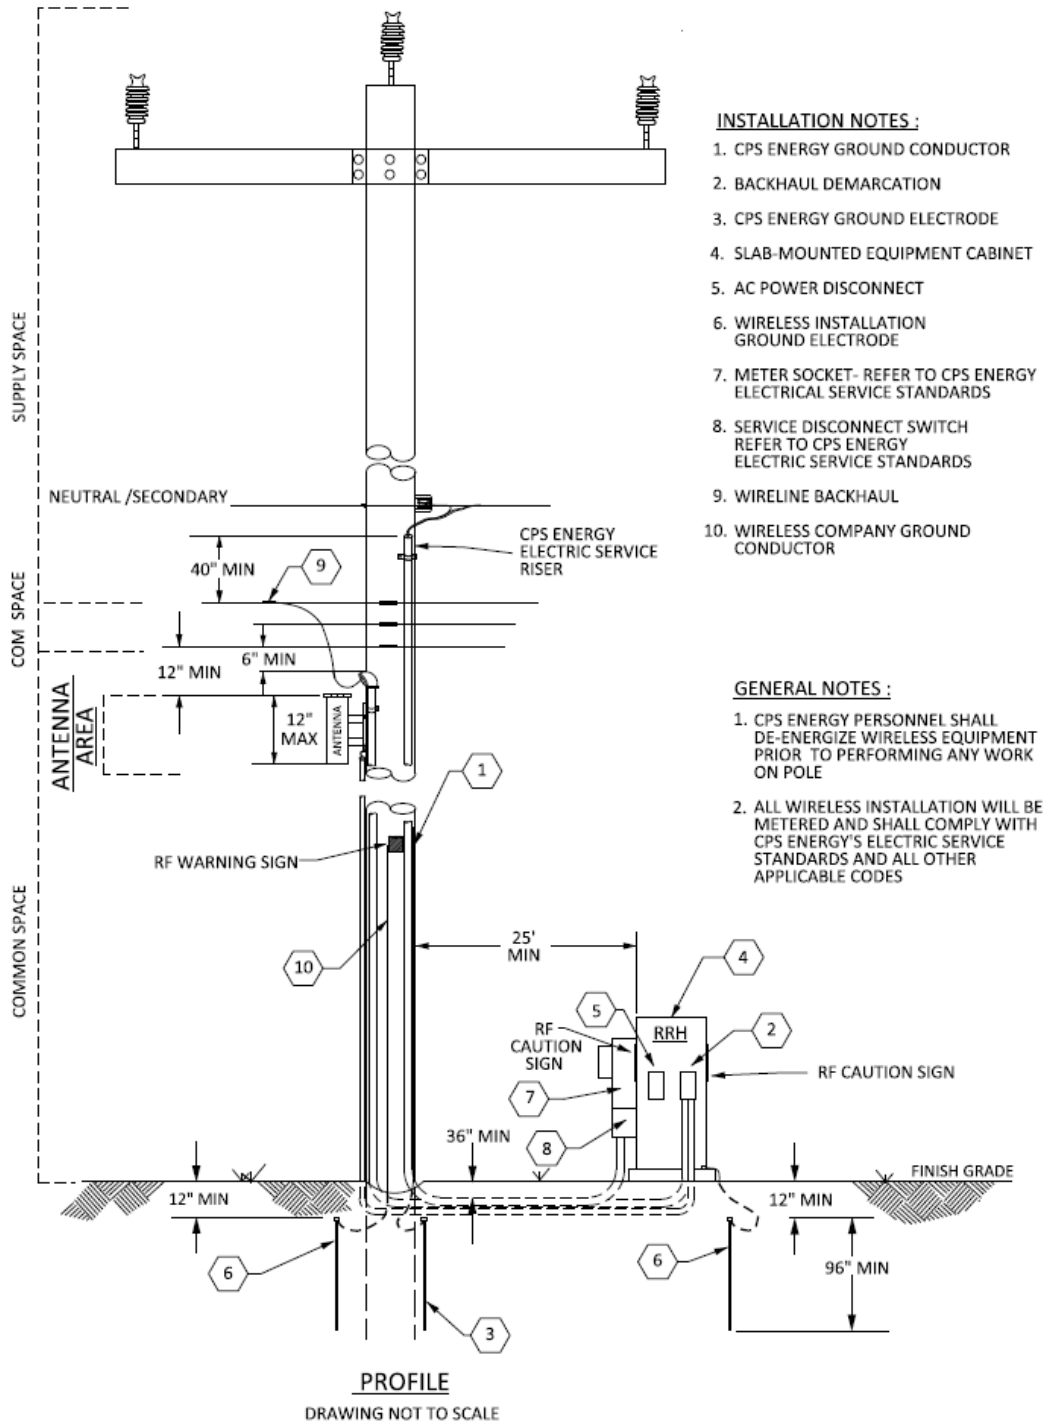 INSTALLATION NOTES :
1. CPS ENERGY GROUND CONDUCTOR
2. BACKHAUL DEMARCATION
3. CPS ENERGY GROUND ELECTRODE
4. SLAB-MOUNTED EQUIPMENT CABINET
5. AC POWER DISCONNECT
6. WIRELESS INSTALLATION
GROUND ELECTRODE
7. METER SOCKET- REFER TO CPS ENERGY
ELECTRICAL SERVICE STANDARDS
8. SERVICE DISCONNECT SWITCH
REFER TO CPS ENERGY
ELECTRIC SERVICE STANDARDS
9. WIRELINE BACKHAUL
10. WIRELESS COMPANY GROUND
CONDUCTOR
SUPPLY SPACE
NEUTRAL /SECONDARY
CPS ENERGY
ELECTRIC SERVICE
RISER
40" MIN
9
COM SPACE
6" MIN
12" MIN
ANTENNA
AREA
12"
MAX
ANTENNA
GENERAL NOTES :
1. CPS ENERGY PERSONNEL SHALL
DE-ENERGIZE WIRELESS EQUIPMENT
PRIOR TO PERFORMING ANY WORK
ON POLE
2. ALL WIRELESS INSTALLATION WILL BE
METERED AND SHALL COMPLY WITH
CPS ENERGY'S ELECTRIC SERVICE
STANDARDS AND ALL OTHER
APPLICABLE CODES
1
RF WARNING SIGN
COMMON SPACE
25'
MIN
10
4
5
RF
CAUTION
SIGN
RRH
2
RF CAUTION SIGN
7
36" MIN
8
FINISH GRADE
12" MIN
12" MIN
6
6
96" MIN
3
PROFILE
DRAWING NOT TO SCALE